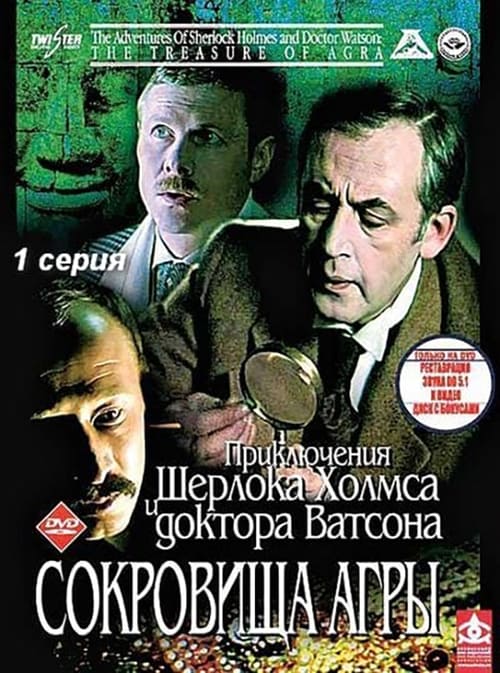 TWISTER
The Adventures Of Sherlock Holmes and Doctor Watson:
THE TREASURE OF AGRA
1 серия
ТОЛЬКО НА DVD
РЕСТАВРАЦИЯ
ЗВУКА DD 5.1
И ВИДЕО
ДИСК С БОНУСАМИ
Приключения
Шерлока Холмса
и доктора Ватсона
DVD
СОКРОВИЩА АГРЫ